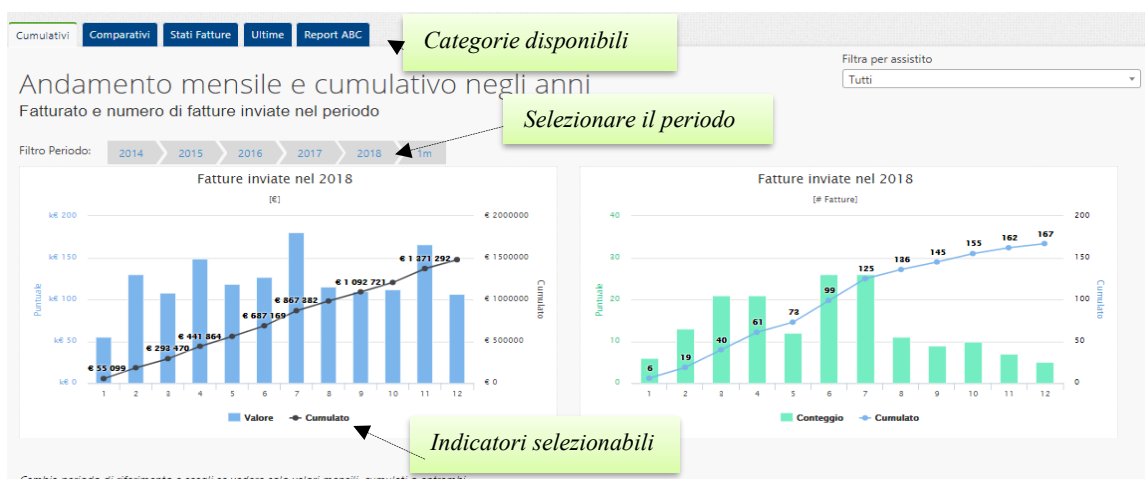 Cumulativi Comparativi Stati Fatture Ultime Report ABC
Categorie disponibili
Filtra per assistito
Tutti
Andamento mensile e cumulativo negli anni
Fatturato e numero di fatture inviate nel periodo
Selezionare il periodo
Filtro Periodo: 2014 2015 2016 2017 2018 1m
Fatture inviate nel 2018
[€]
k€ 200
k€ 150
k€ 100
k€ 50
k€ 0
Puntuale
€ 2000000
€ 1500000
€ 1000000
€ 500000
€ 0
Cumulato
€ 55 099
€ 293 470
€ 441 864
€ 687 169
€ 867 382
€ 1 092 721
€ 1 371 292
1 2 3 4 5 6 7 8 9 10 11 12
Valore Cumulato
Fatture inviate nel 2018
[# Fatture]
40
30
20
10
0
Puntuale
200
150
100
50
0
Cumulato
6 19 40 61 73 99 125 136 145 155 162 167
1 2 3 4 5 6 7 8 9 10 11 12
Conteggio Cumulato
Indicatori selezionabili